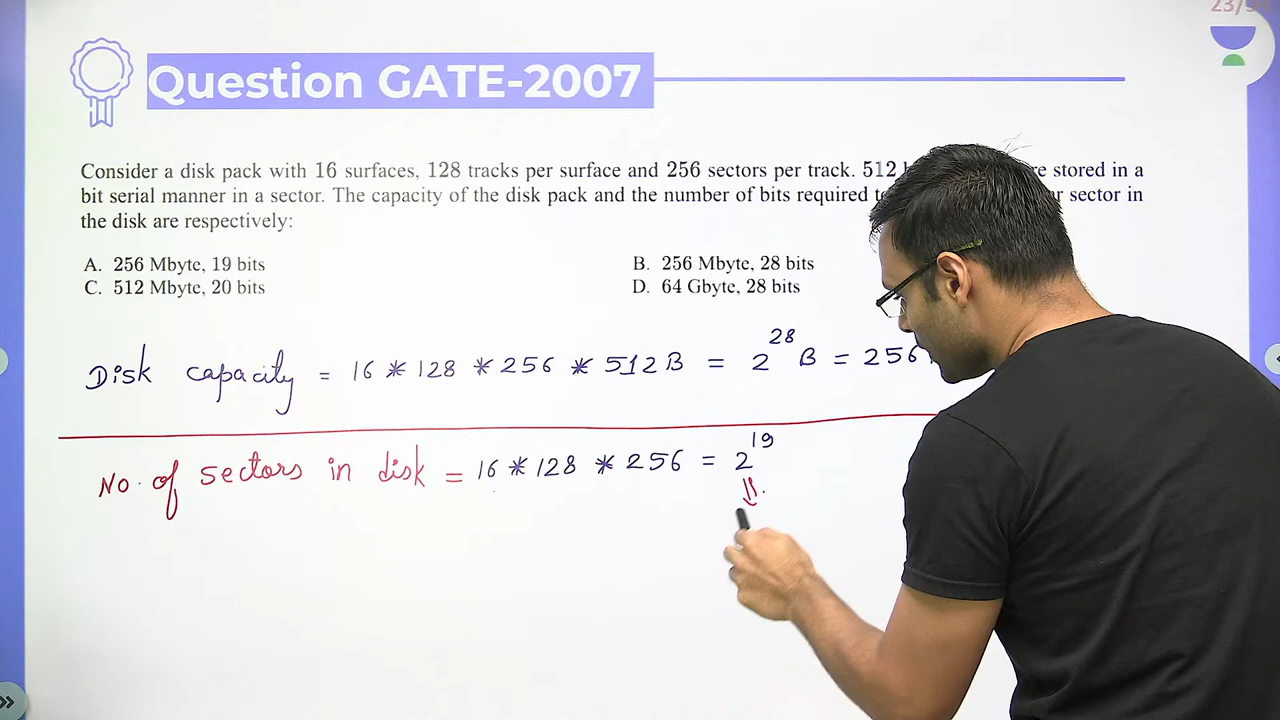 23/
Question GATE-2007
Consider a disk pack with 16 surfaces, 128 tracks per surface and 256 sectors per track. 512 stored in a
bit serial manner in a sector. The capacity of the disk pack and the number of bits required sector in
the disk are respectively:
A. 256 Mbyte, 19 bits
B. 256 Mbyte, 28 bits
C. 512 Mbyte, 20 bits
D. 64 Gbyte, 28 bits
Disk capacity = 16 * 128 * 256 * 512 B = 2^28 B = 256
No. of sectors in disk = 16 * 128 * 256 = 2^19